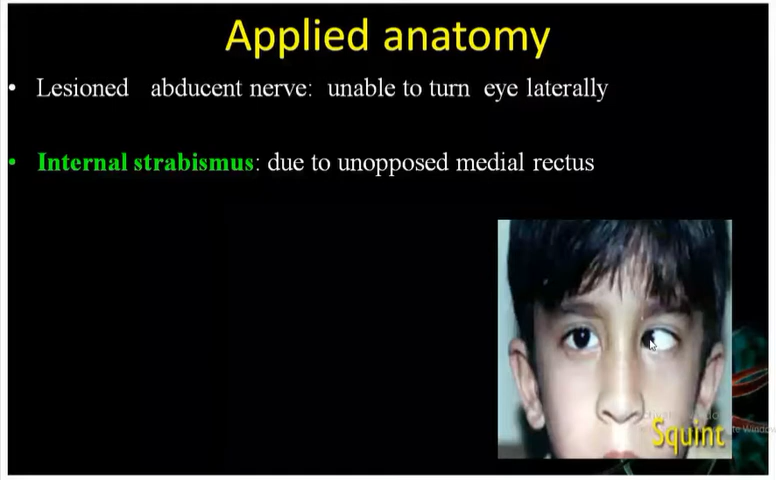 Applied anatomy
• Lesioned abducent nerve: unable to turn eye laterally
• Internal strabismus: due to unopposed medial rectus
Squint